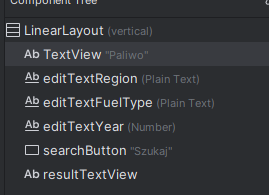 Component Tree
LinearLayout (vertical)
Ab TextView "Paliwo"
Ab editTextRegion (Plain Text)
Ab editTextFuelType (Plain Text)
Ab editTextYear (Number)
searchButton "Szukaj"
Ab resultTextView